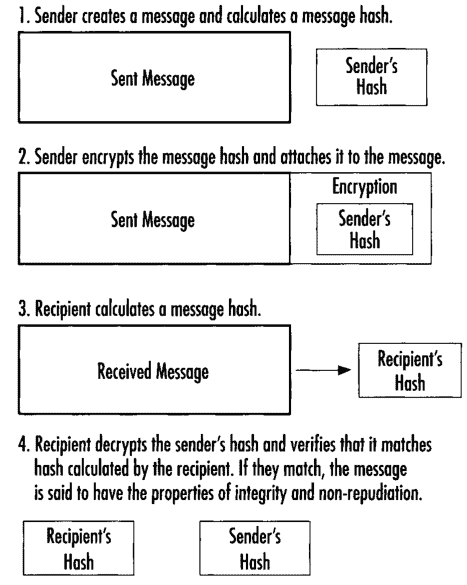 1. Sender creates a message and calculates a message hash.
Sent Message
Sender's
Hash
2. Sender encrypts the message hash and attaches it to the message.
Sent Message
Encryption
Sender's
Hash
3. Recipient calculates a message hash.
Received Message
Recipient's
Hash
4. Recipient decrypts the sender's hash and verifies that it matches
hash calculated by the recipient. If they match, the message
is said to have the properties of integrity and non-repudiation.
Recipient's
Hash
Sender's
Hash